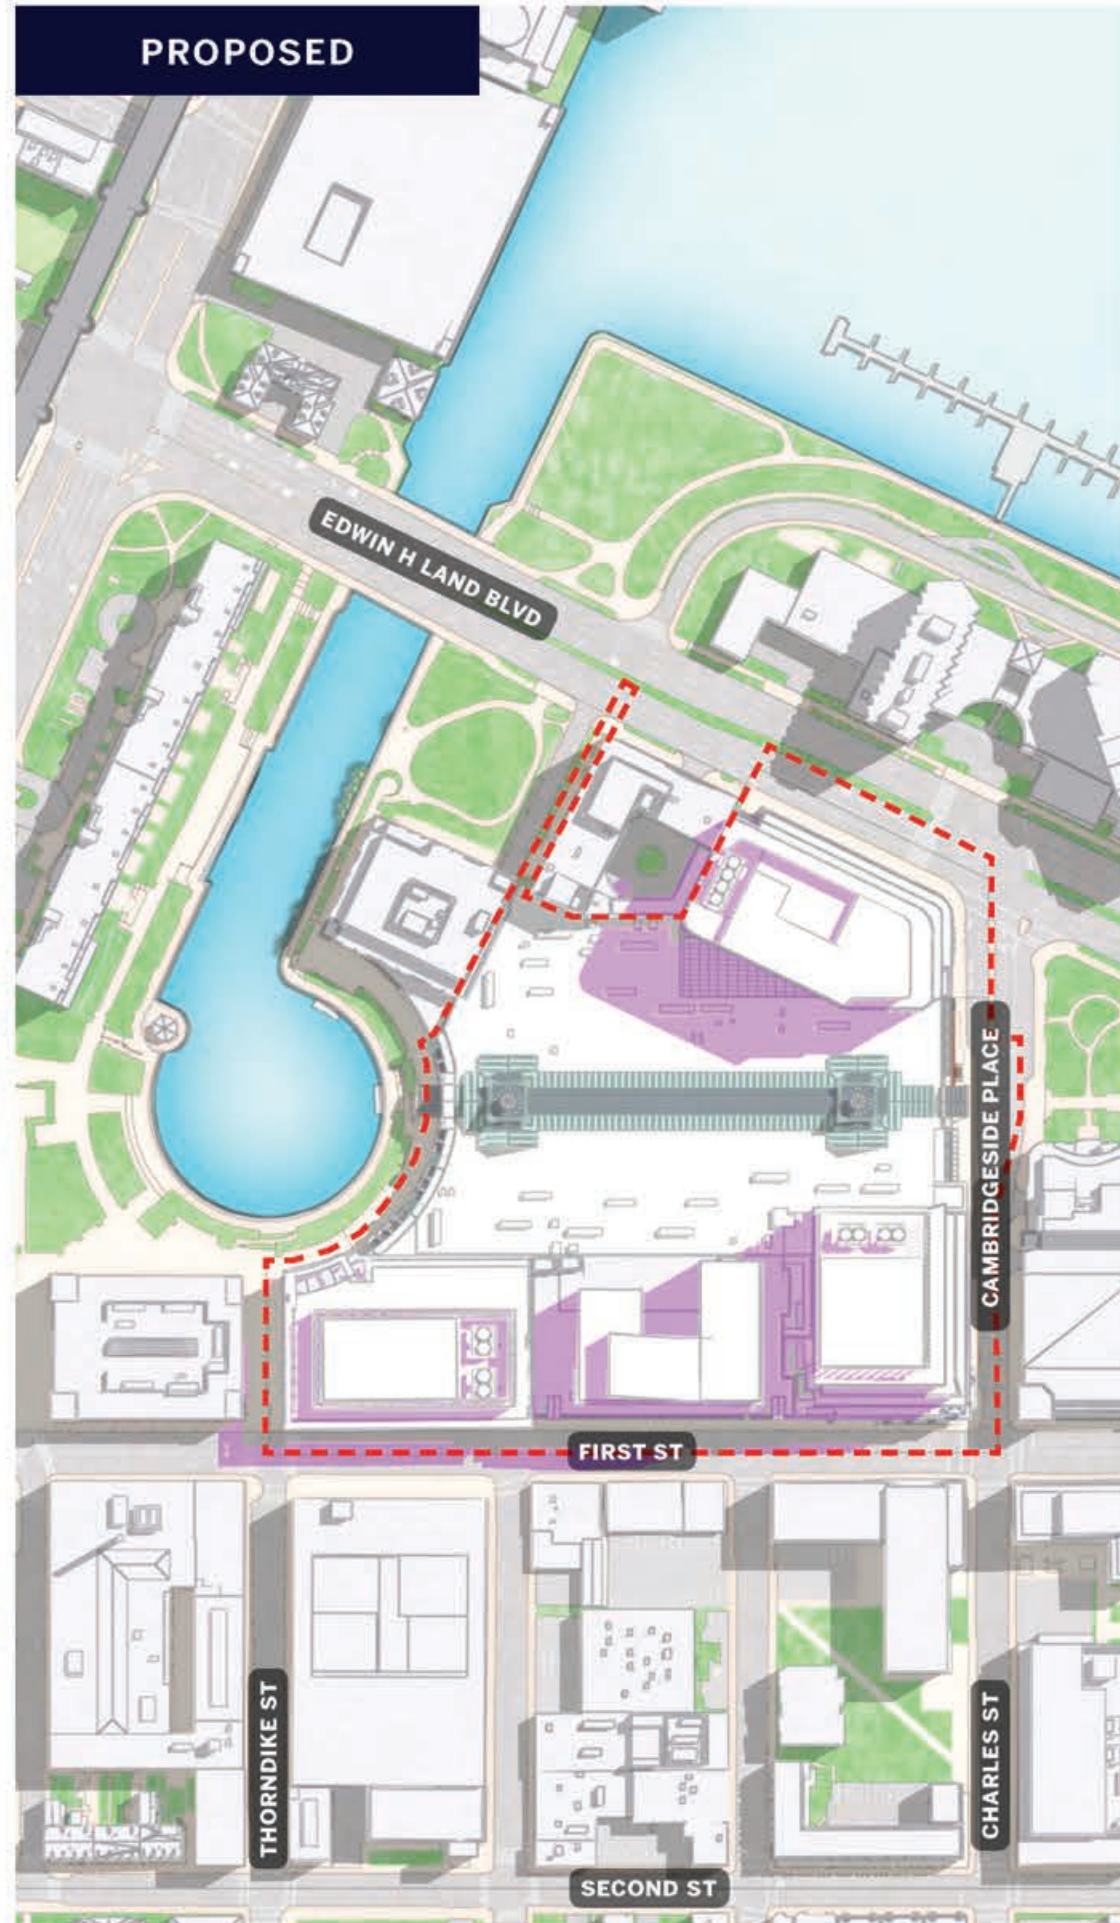 PROPOSED
EDWIN H LAND BLVD
CAMBRIDGESIDE PLACE
FIRST ST
THORNDIKE ST
CHARLES ST
SECOND ST